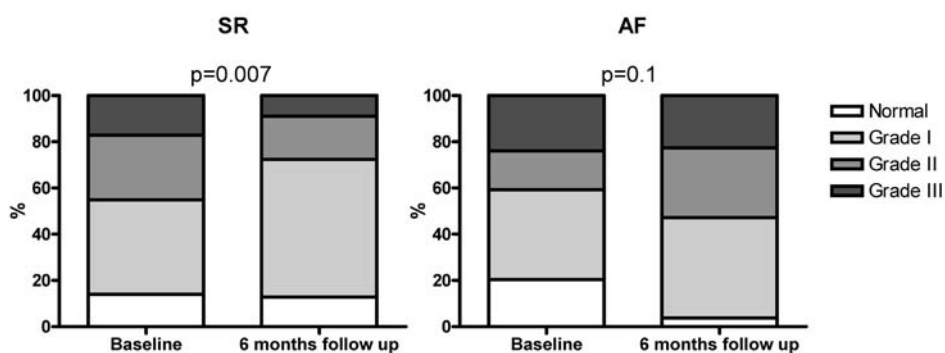 SR
p=0.007
100
80
60
40
20
0
%
Baseline
6 months follow up
AF
p=0.1
100
80
60
40
20
0
%
Baseline
6 months follow up
Normal
Grade I
Grade II
Grade III